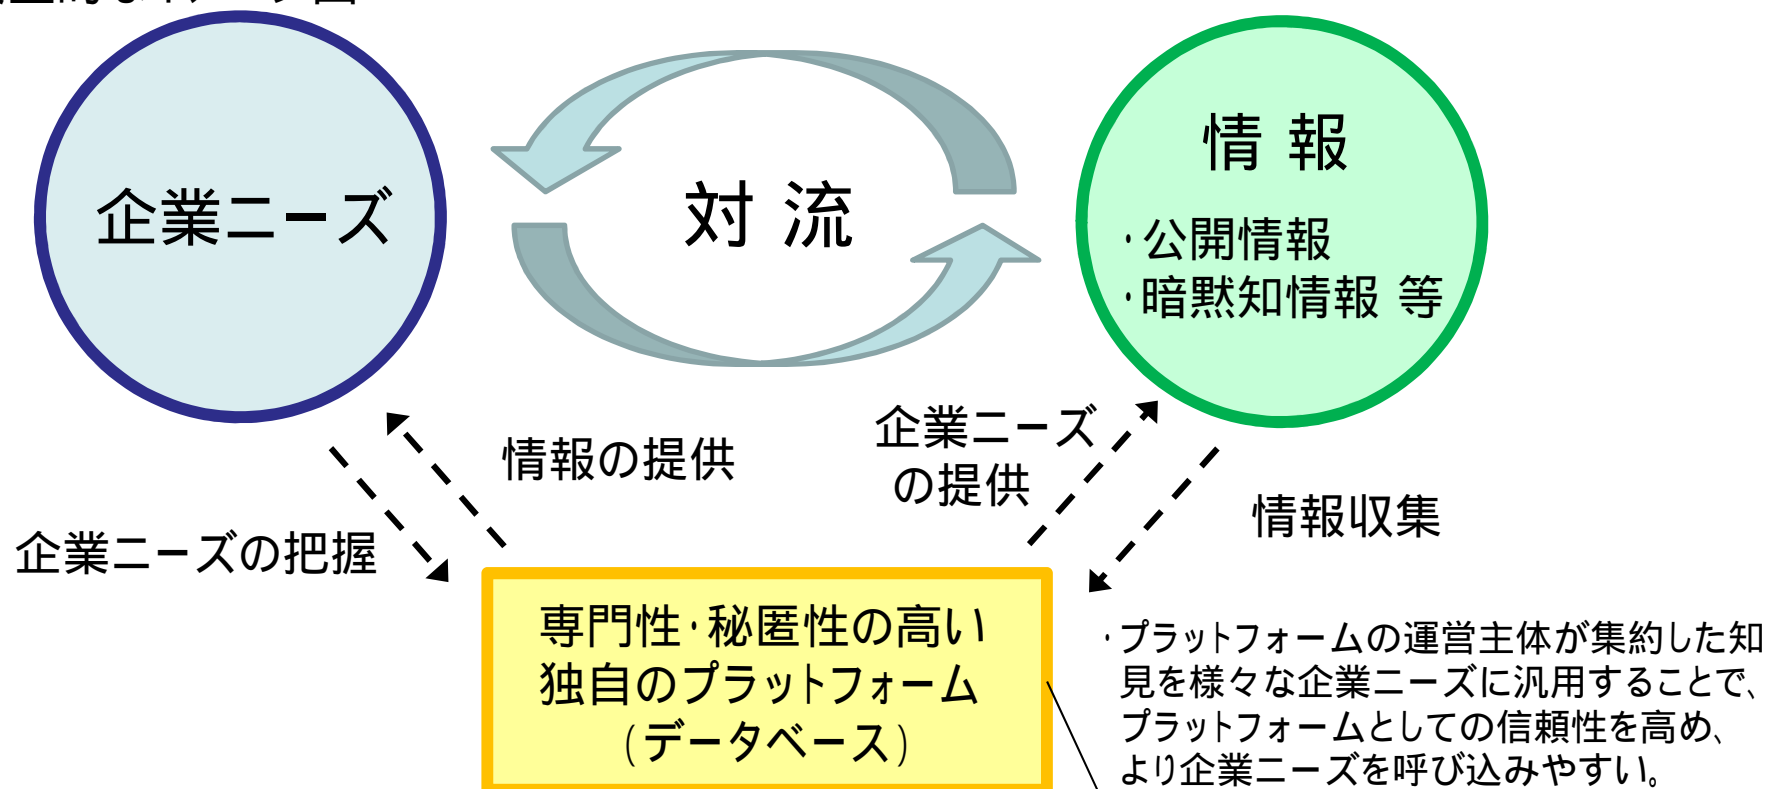 企業ニーズ
対 流
情 報
・公開情報
・暗黙知情報 等
情報の提供
企業ニーズ
の提供
企業ニーズの把握
情報収集
専門性・秘匿性の高い
独自のプラットフォーム
(データベース)
・プラットフォームの運営主体が集約した知
見を様々な企業ニーズに汎用することで、
プラットフォームとしての信頼性を高め、
より企業ニーズを呼び込みやすい。